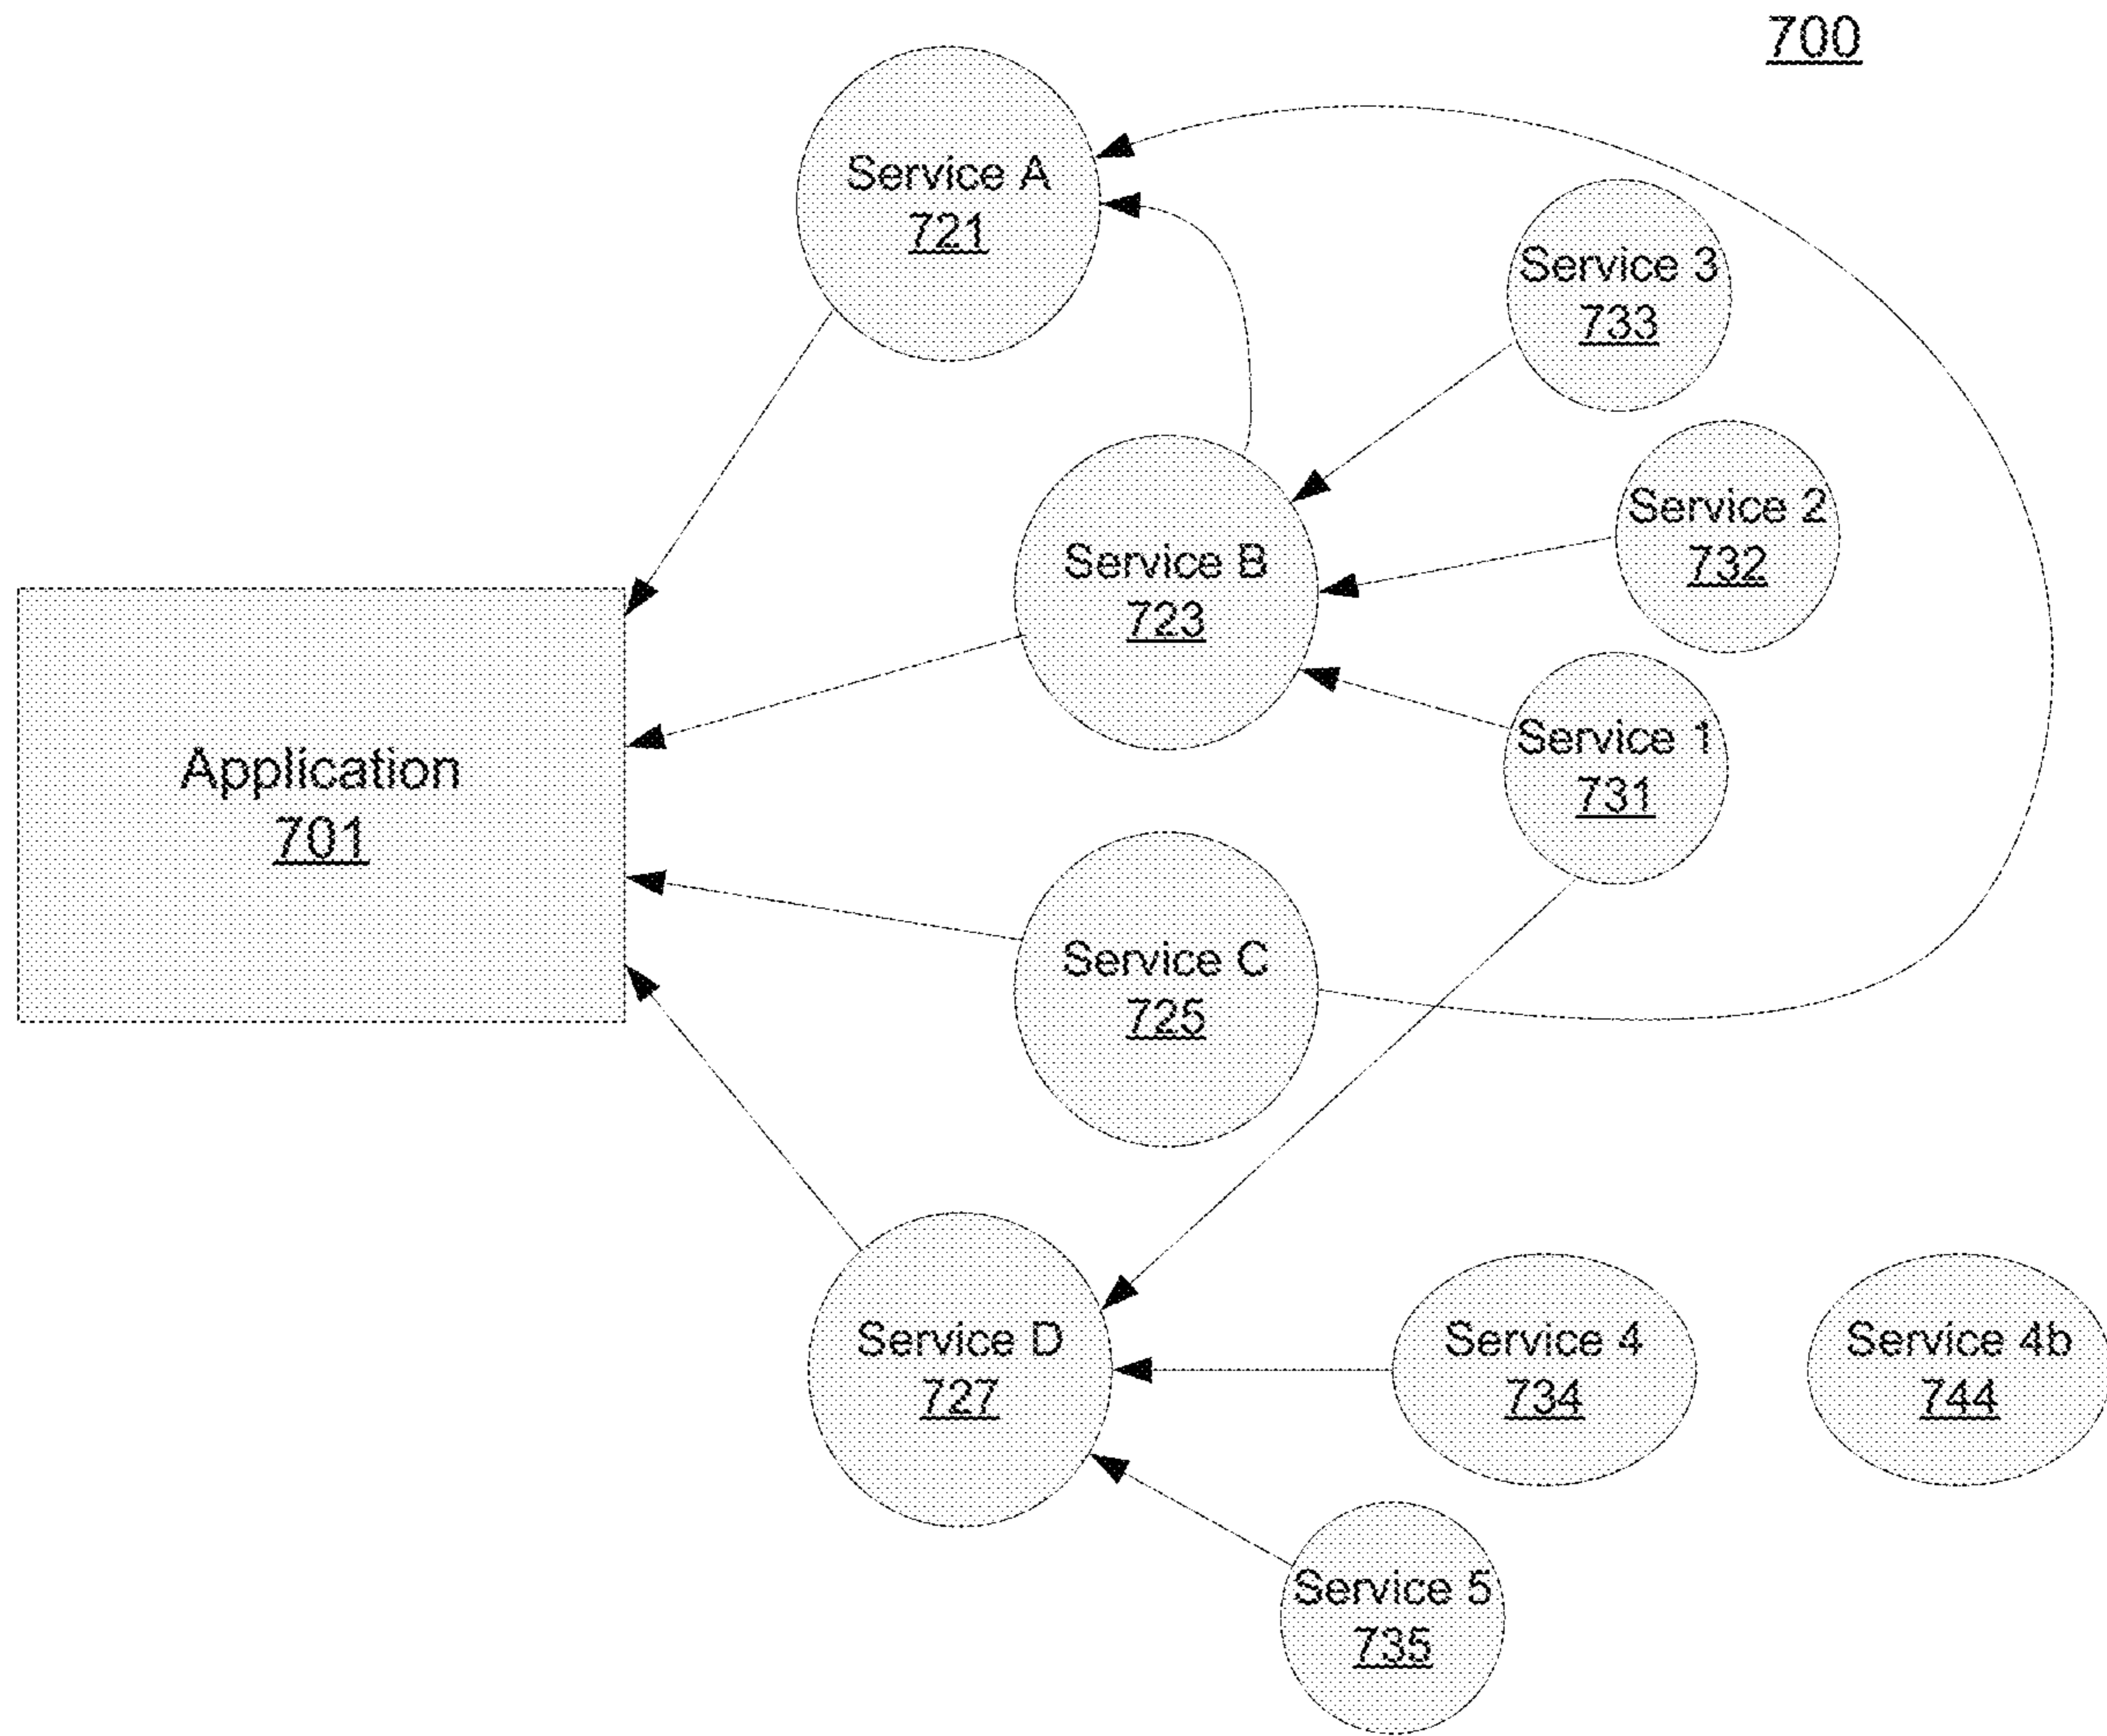 700
Service A
721
Service 3
733
Service 2
732
Service B
723
Service 1
731
Application
701
Service C
725
Service D
727
Service 4
734
Service 4b
744
Service 5
735